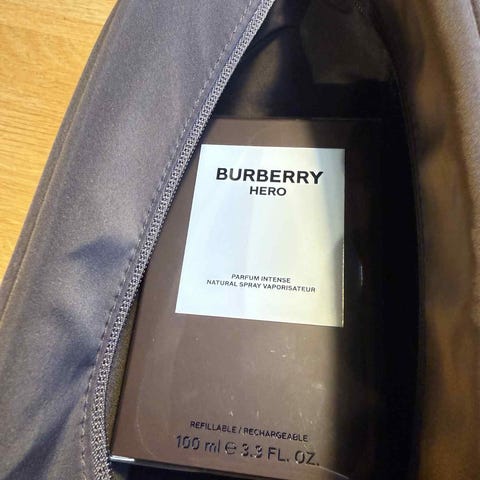 BURBERRY
HERO
PARFUM INTENSE
NATURAL SPRAY VAPORISATEUR
REFILLABLE / RECHARGEABLE
100 ml ℮ 3.3 FL. OZ.